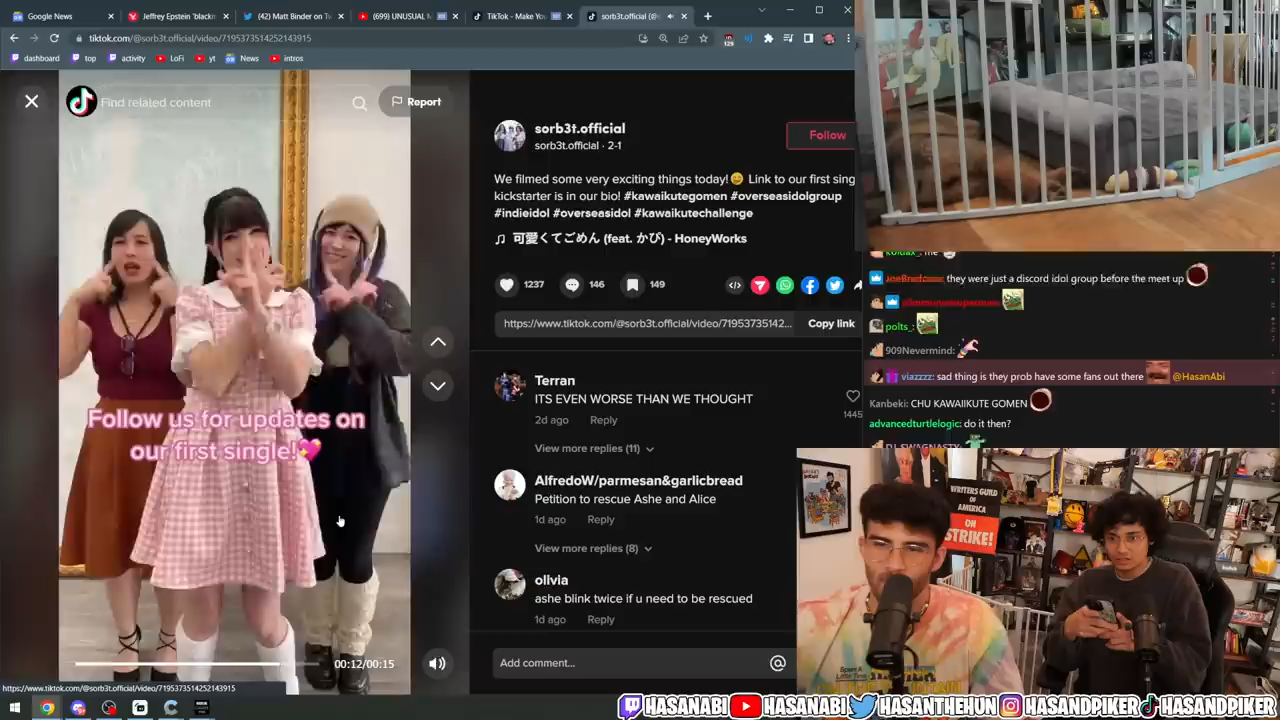 Google News
Jeffrey Epstein 'blackm
(42) Matt Binder on Tw
(699) UNUSUAL M
TikTok - Make You
sorb3t.official (@
tiktok.com/@sorb3t.official/video/7195373514252143915
129
dashboard
top
activity
LoFi
yt
News
intros
Find related content
Report
Follow us for updates on
our first single!💖
00:12/00:15
sorb3t.official
sorb3t.official · 2-1
Follow
We filmed some very exciting things today!😊 Link to our first sing
kickstarter is in our bio! #kawaikutegomen #overseasidolgroup
#indieidol #overseasidol #kawaikutechallenge
♫ 可愛くてごめん (feat. かぴ) - HoneyWorks
1237
146
149
https://www.tiktok.com/@sorb3t.official/video/71953735142...
Copy link
Terran
ITS EVEN WORSE THAN WE THOUGHT
2d ago Reply
1445
View more replies (11)
AlfredoW/parmesan&garlicbread
Petition to rescue Ashe and Alice
1d ago Reply
View more replies (8)
olivia
ashe blink twice if u need to be rescued
1d ago Reply
Add comment...
https://www.tiktok.com/@sorb3t.official/video/7195373514252143915
they were just a discord idol group before the meet up
polts_:
909Nevermind:
viazzzz: sad thing is they prob have some fans out there @HasanAbi
Kanbeki: CHU KAWAIIKUTE GOMEN
advancedturtlelogic: do it then?
WRITERS GUILD
OF
AMERICA
ON
STRIKE!
HASANABI
HASANABI
HASANTHEHUN
HASANDPIKER
HASANDPIKER